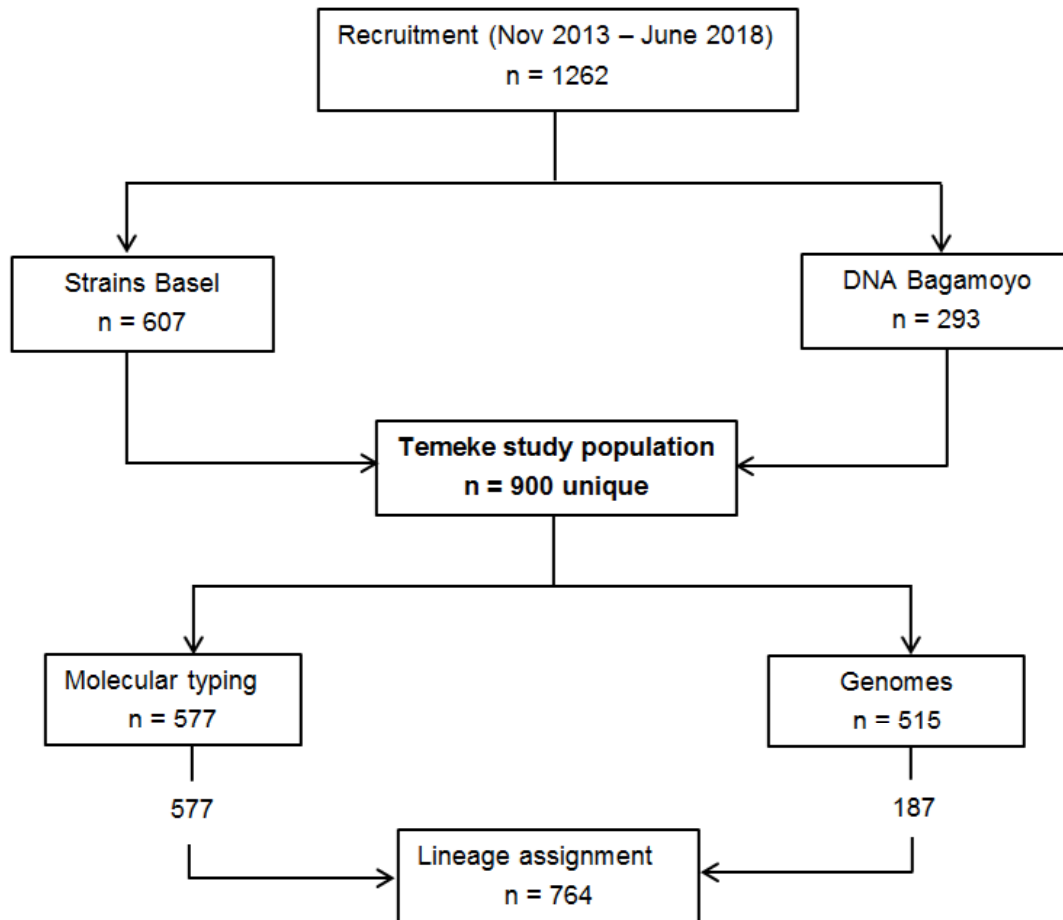 Recruitment (Nov 2013 – June 2018)
n = 1262
Strains Basel
n = 607
DNA Bagamoyo
n = 293
Temeke study population
n = 900 unique
Molecular typing
n = 577
Genomes
n = 515
577
187
Lineage assignment
n = 764